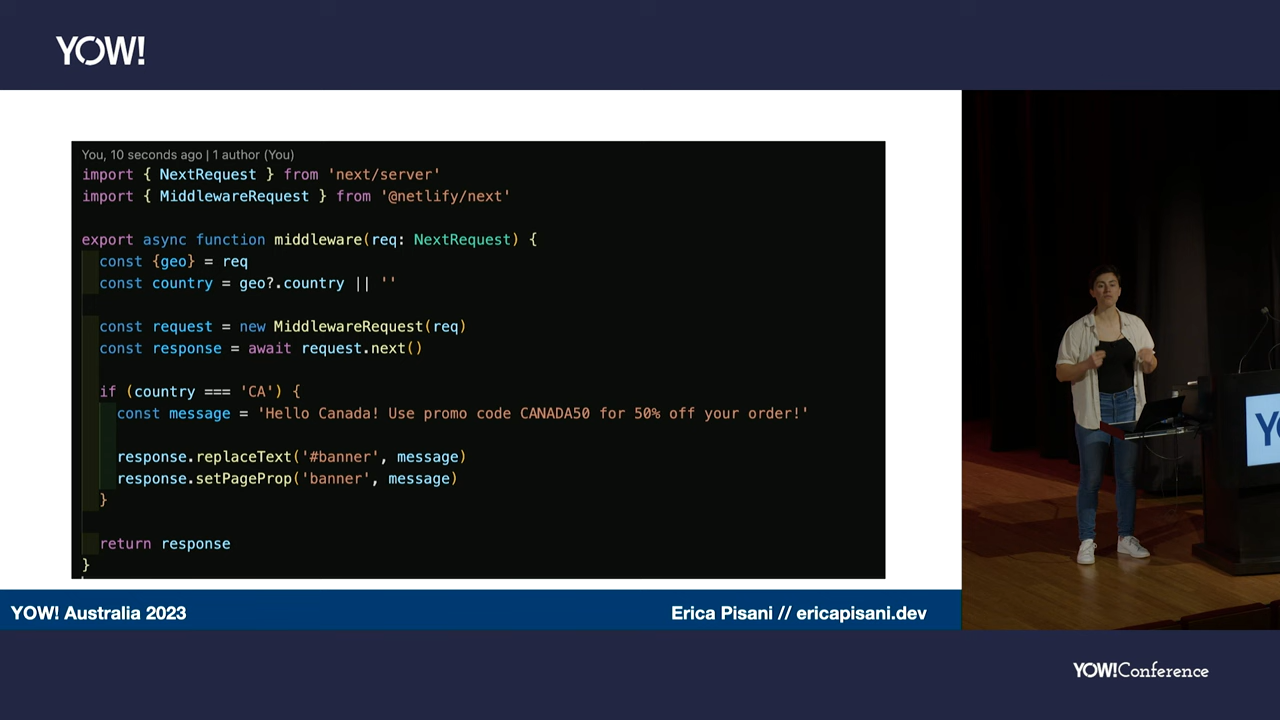 YOW!
You, 10 seconds ago | 1 author (You)
import { NextRequest } from 'next/server'
import { MiddlewareRequest } from '@netlify/next'
export async function middleware(req: NextRequest) {
const {geo} = req
const country = geo?.country || ''
const request = new MiddlewareRequest(req)
const response = await request.next()
if (country === 'CA') {
const message = 'Hello Canada! Use promo code CANADA50 for 50% off your order!'
response.replaceText('#banner', message)
response.setPageProp('banner', message)
}
return response
}
YOW! Australia 2023
Erica Pisani // ericapisani.dev
YOW!Conference